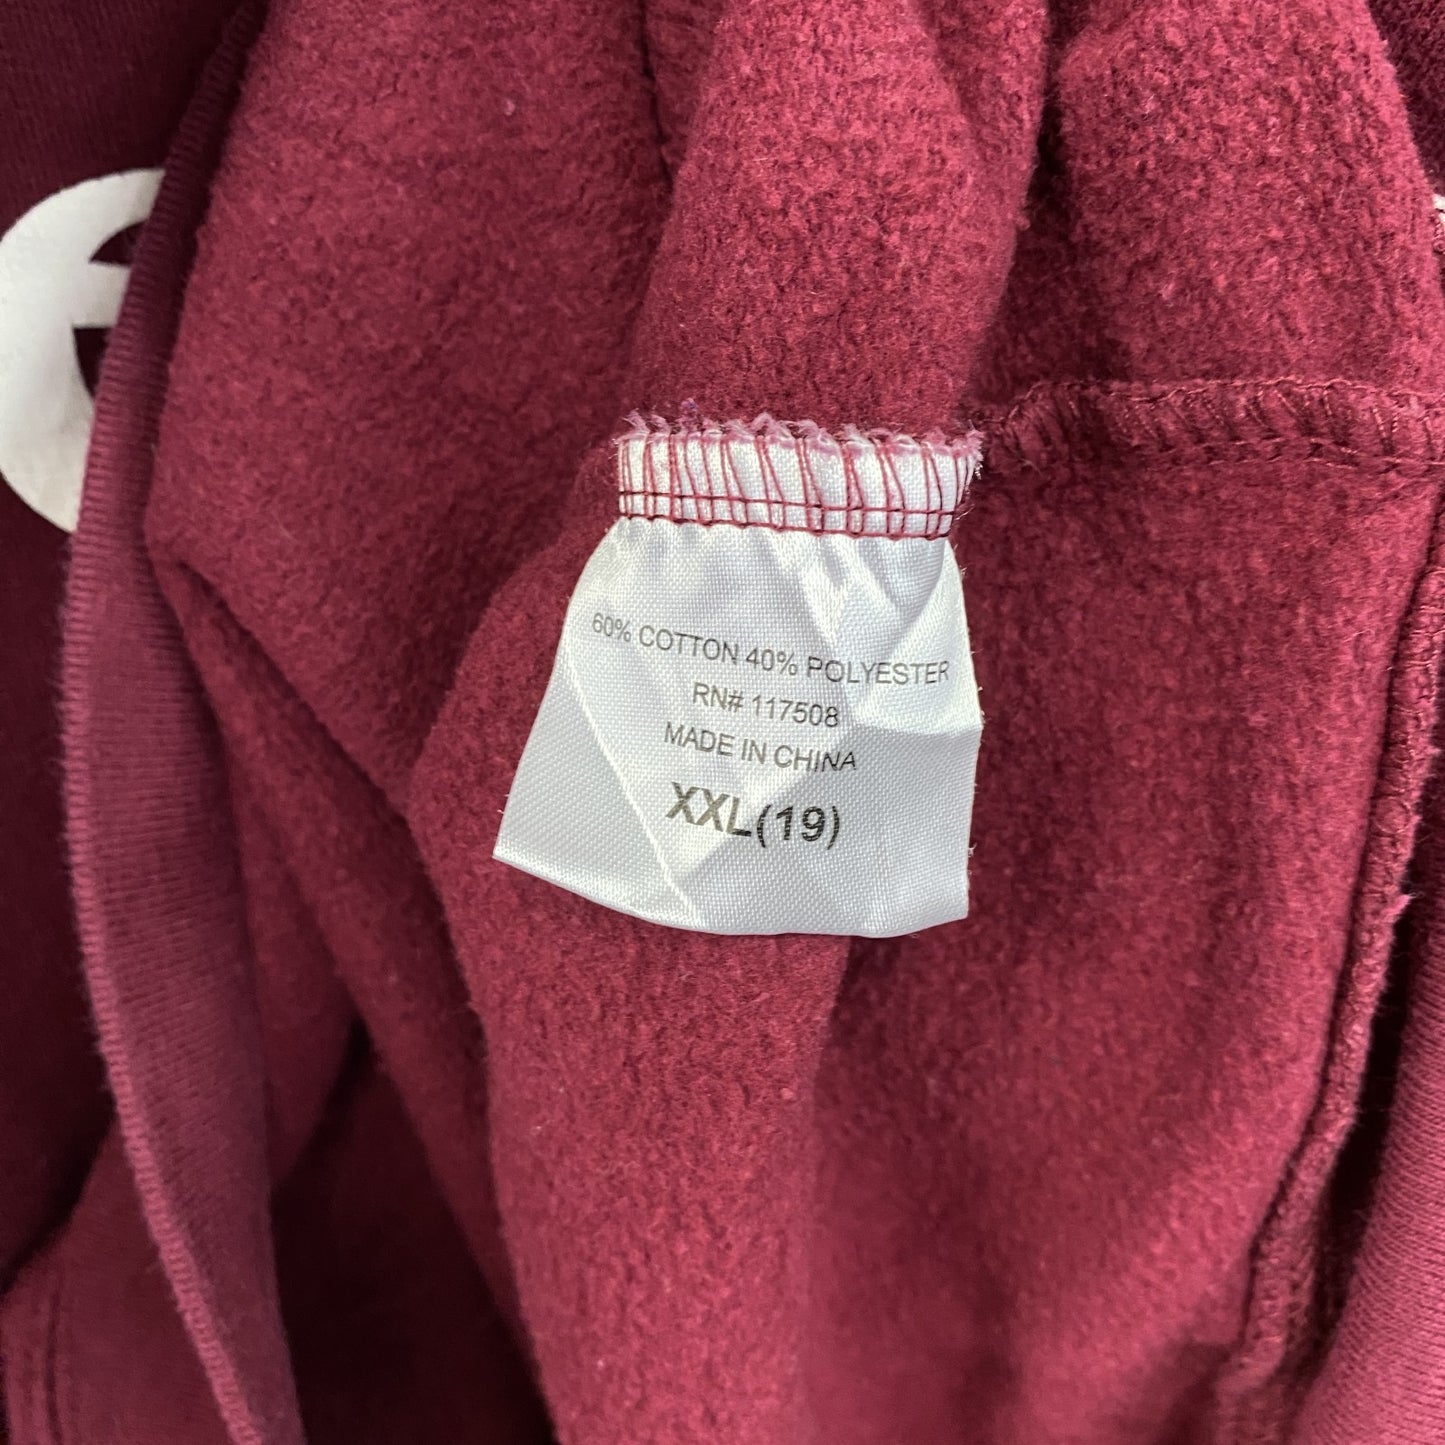 60% COTTON 40% POLYESTER
RN# 117508
MADE IN CHINA
XXL(19)